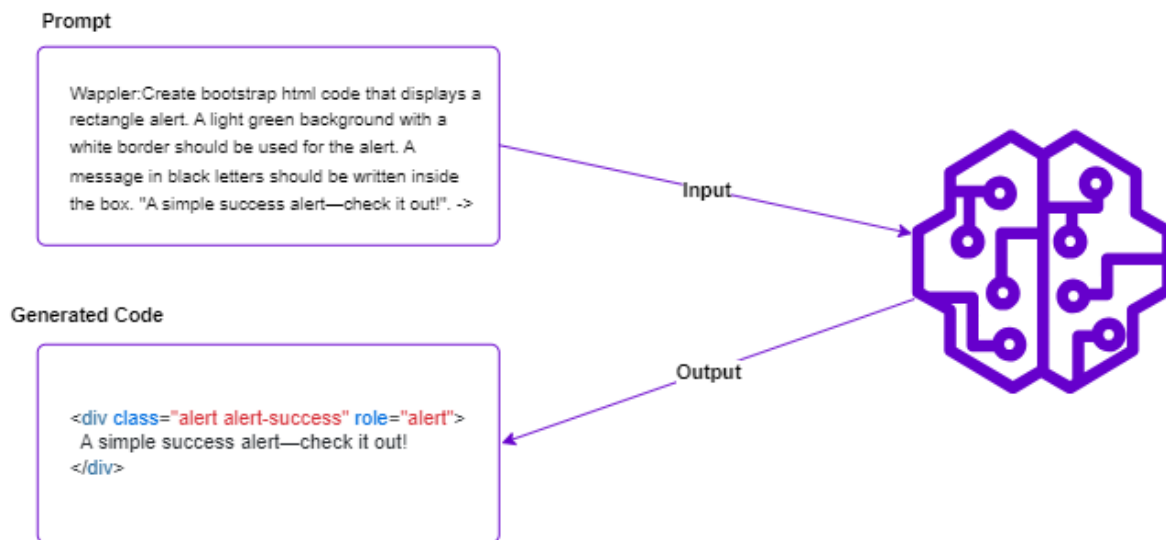 Prompt
Wappler:Create bootstrap html code that displays a
rectangle alert. A light green background with a
white border should be used for the alert. A
message in black letters should be written inside
the box. "A simple success alert—check it out!". ->
Input
Generated Code
Output
<div class="alert alert-success" role="alert">
A simple success alert—check it out!
</div>